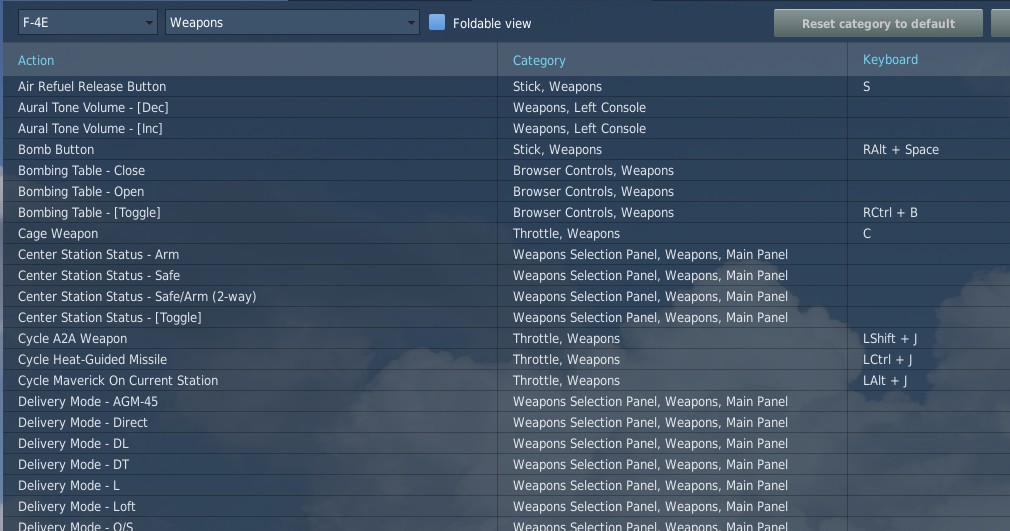 F-4E Weapons Foldable view Reset category to default
Action Category Keyboard
Air Refuel Release Button Stick, Weapons S
Aural Tone Volume - [Dec] Weapons, Left Console
Aural Tone Volume - [Inc] Weapons, Left Console
Bomb Button Stick, Weapons RAlt + Space
Bombing Table - Close Browser Controls, Weapons
Bombing Table - Open Browser Controls, Weapons
Bombing Table - [Toggle] Browser Controls, Weapons RCtrl + B
Cage Weapon Throttle, Weapons C
Center Station Status - Arm Weapons Selection Panel, Weapons, Main Panel
Center Station Status - Safe Weapons Selection Panel, Weapons, Main Panel
Center Station Status - Safe/Arm (2-way) Weapons Selection Panel, Weapons, Main Panel
Center Station Status - [Toggle] Weapons Selection Panel, Weapons, Main Panel
Cycle A2A Weapon Throttle, Weapons LShift + J
Cycle Heat-Guided Missile Throttle, Weapons LCtrl + J
Cycle Maverick On Current Station Throttle, Weapons LAlt + J
Delivery Mode - AGM-45 Weapons Selection Panel, Weapons, Main Panel
Delivery Mode - Direct Weapons Selection Panel, Weapons, Main Panel
Delivery Mode - DL Weapons Selection Panel, Weapons, Main Panel
Delivery Mode - DT Weapons Selection Panel, Weapons, Main Panel
Delivery Mode - L Weapons Selection Panel, Weapons, Main Panel
Delivery Mode - Loft Weapons Selection Panel, Weapons, Main Panel
Delivery Mode - O/S Weapons Selection Panel, Weapons, Main Panel